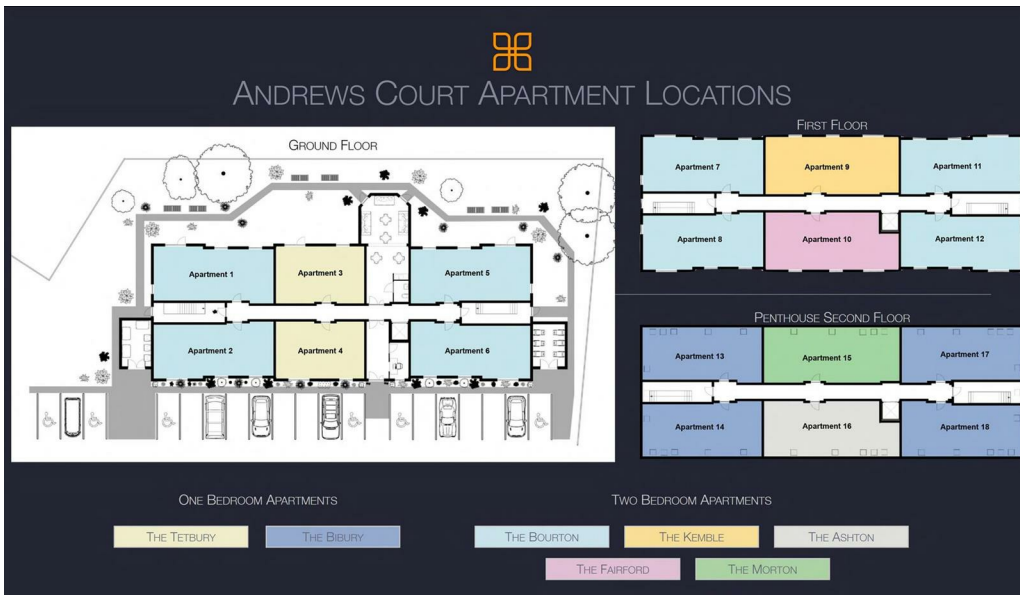 ANDREWS COURT APARTMENT LOCATIONS
GROUND FLOOR
Apartment 1
Apartment 3
Apartment 5
Apartment 2
Apartment 4
Apartment 6
FIRST FLOOR
Apartment 7
Apartment 9
Apartment 11
Apartment 8
Apartment 10
Apartment 12
PENTHOUSE SECOND FLOOR
Apartment 13
Apartment 15
Apartment 17
Apartment 14
Apartment 16
Apartment 18
ONE BEDROOM APARTMENTS
THE TETBURY
THE BIBURY
TWO BEDROOM APARTMENTS
THE BOURTON
THE KEMBLE
THE ASHTON
THE FAIRFORD
THE MORTON